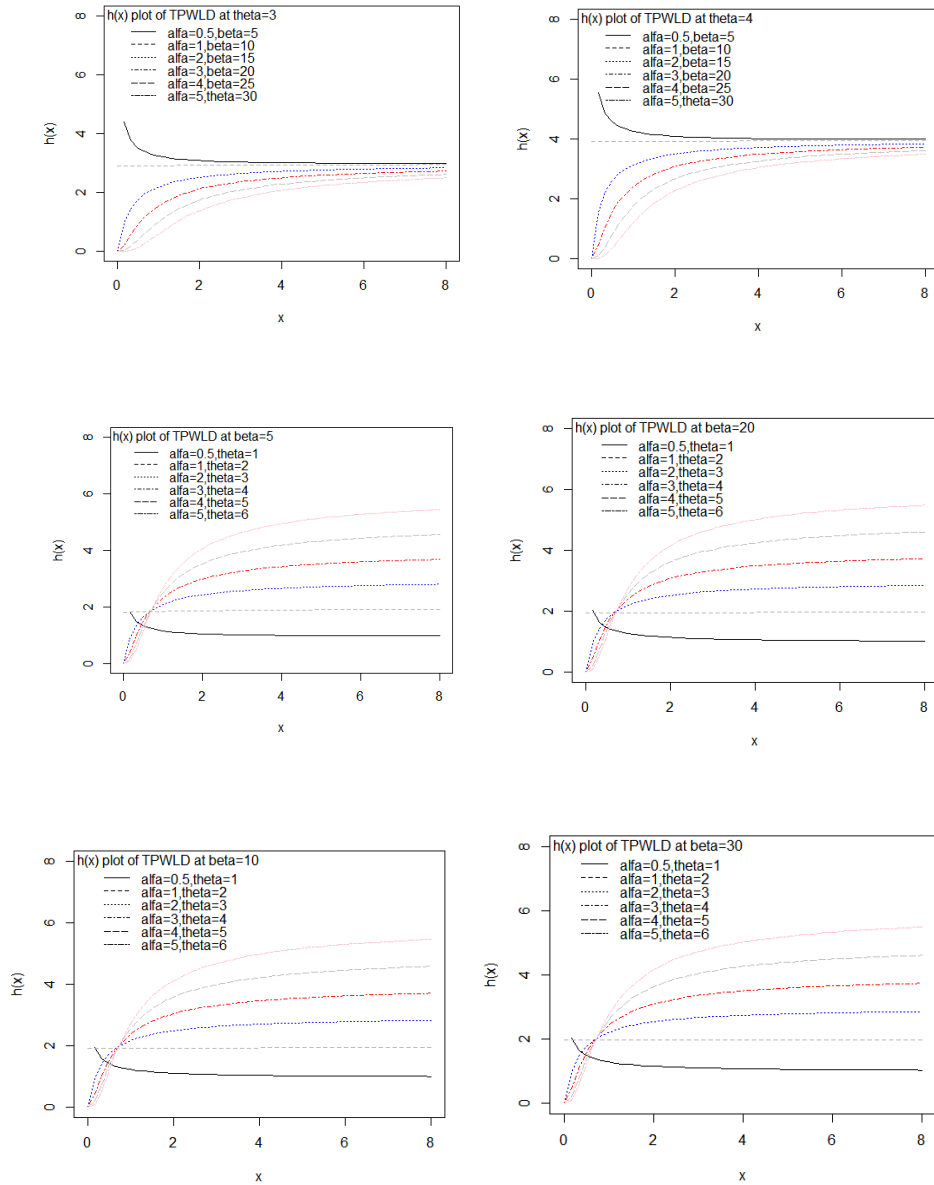 h(x) plot of TPWLD at theta=3
alfa=0.5,beta=5
alfa=1,beta=10
alfa=2,beta=15
alfa=3,beta=20
alfa=4,beta=25
alfa=5,theta=30
h(x)
0 2 4 6 8
0 2 4 6 8
x
h(x) plot of TPWLD at theta=4
alfa=0.5,beta=5
alfa=1,beta=10
alfa=2,beta=15
alfa=3,beta=20
alfa=4,beta=25
alfa=5,theta=30
h(x)
0 2 4 6 8
0 2 4 6 8
x
h(x) plot of TPWLD at beta=5
alfa=0.5,theta=1
alfa=1,theta=2
alfa=2,theta=3
alfa=3,theta=4
alfa=4,theta=5
alfa=5,theta=6
h(x)
0 2 4 6 8
0 2 4 6 8
x
h(x) plot of TPWLD at beta=20
alfa=0.5,theta=1
alfa=1,theta=2
alfa=2,theta=3
alfa=3,theta=4
alfa=4,theta=5
alfa=5,theta=6
h(x)
0 2 4 6 8
0 2 4 6 8
x
h(x) plot of TPWLD at beta=10
alfa=0.5,theta=1
alfa=1,theta=2
alfa=2,theta=3
alfa=3,theta=4
alfa=4,theta=5
alfa=5,theta=6
h(x)
0 2 4 6 8
0 2 4 6 8
x
h(x) plot of TPWLD at beta=30
alfa=0.5,theta=1
alfa=1,theta=2
alfa=2,theta=3
alfa=3,theta=4
alfa=4,theta=5
alfa=5,theta=6
h(x)
0 2 4 6 8
0 2 4 6 8
x